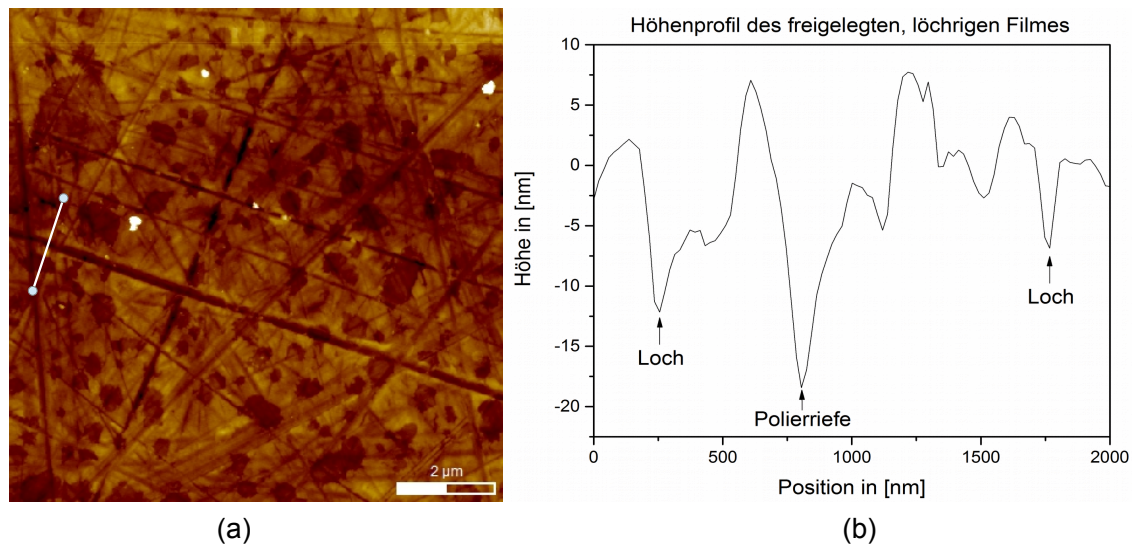 2 µm
(a)
Höhenprofil des freigelegten, löchrigen Filmes
10
5
0
-5
-10
-15
-20
Höhe in [nm]
Loch
Polierriefe
Loch
0
500
1000
1500
2000
Position in [nm]
(b)